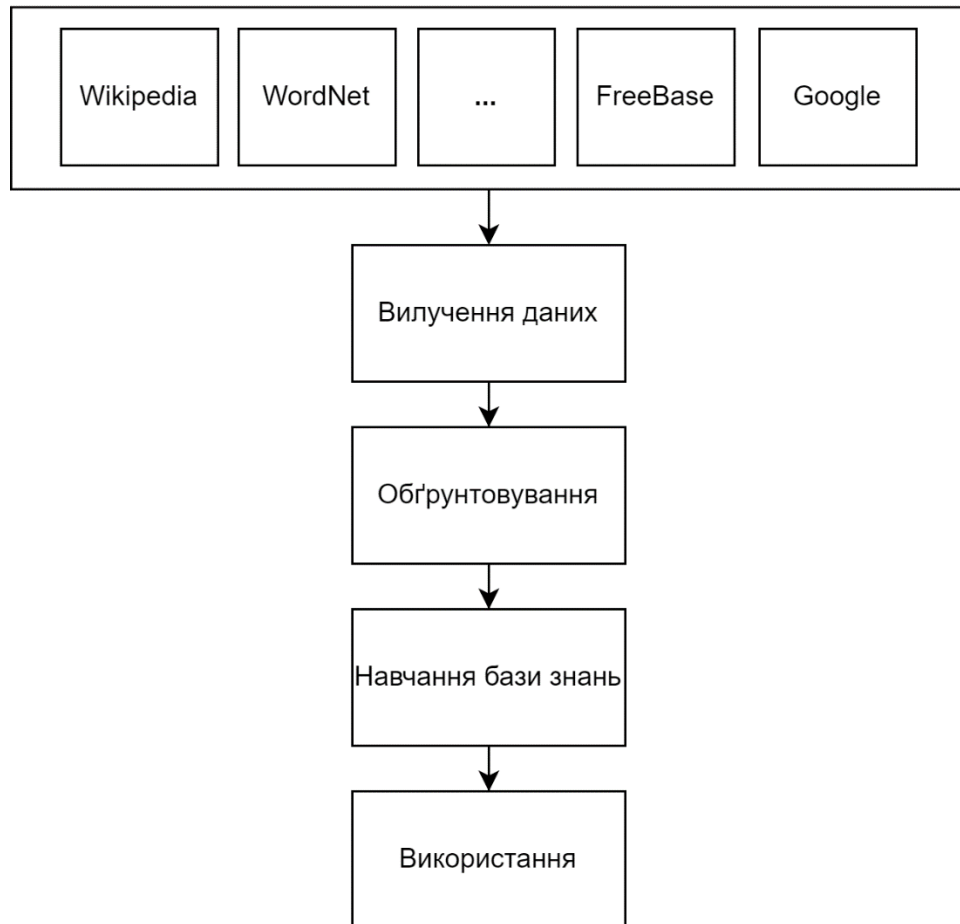 Wikipedia
WordNet
...
FreeBase
Google
Вилучення даних
Обґрунтовування
Навчання бази знань
Використання